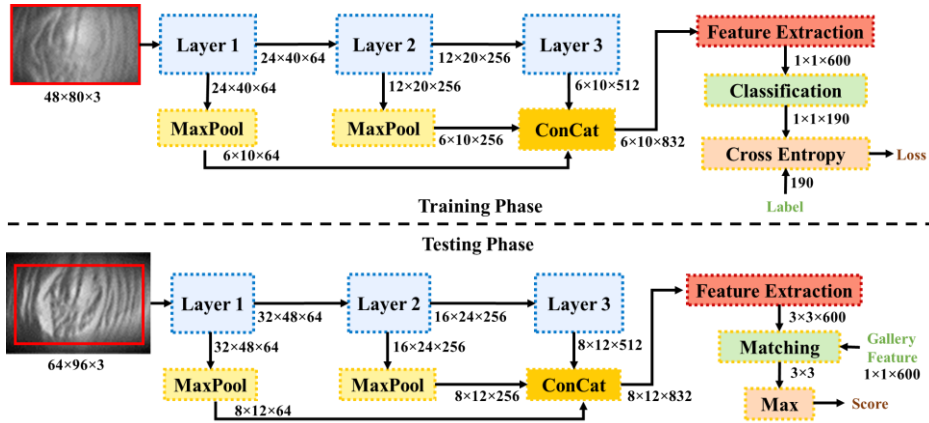 Layer 1
24×40×64
Layer 2
12×20×256
Layer 3
Feature Extraction
48×80×3
24×40×64
12×20×256
6×10×512
1×1×600
MaxPool
MaxPool
ConCat
Classification
6×10×64
6×10×256
6×10×832
1×1×190
Cross Entropy
Loss
190
Label
Training Phase
Testing Phase
Layer 1
32×48×64
Layer 2
16×24×256
Layer 3
Feature Extraction
64×96×3
32×48×64
16×24×256
8×12×512
3×3×600
MaxPool
MaxPool
ConCat
Matching
Gallery
Feature
1×1×600
8×12×64
8×12×256
8×12×832
3×3
Max
Score